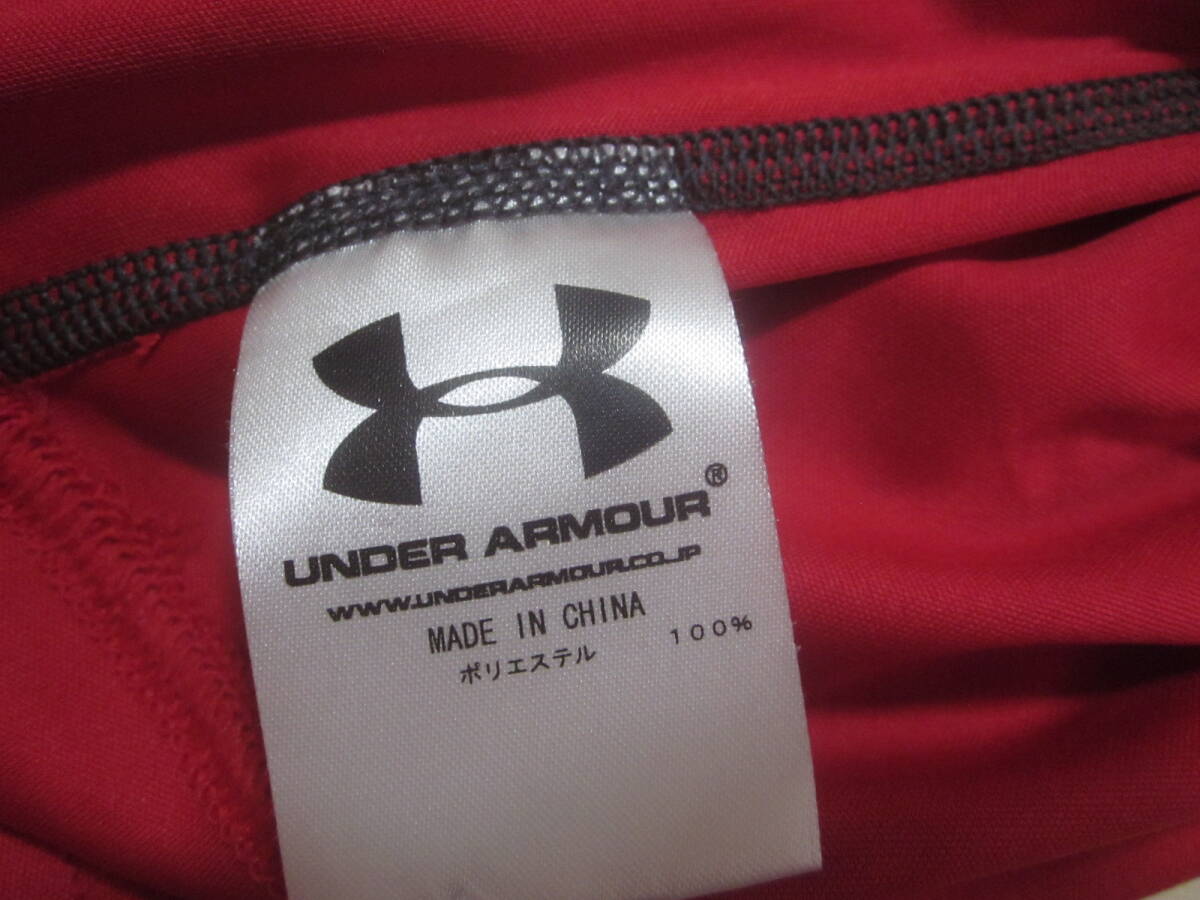 UNDER ARMOUR®
WWW.UNDERARMOUR.CO.JP
MADE IN CHINA
ポリエステル １００％